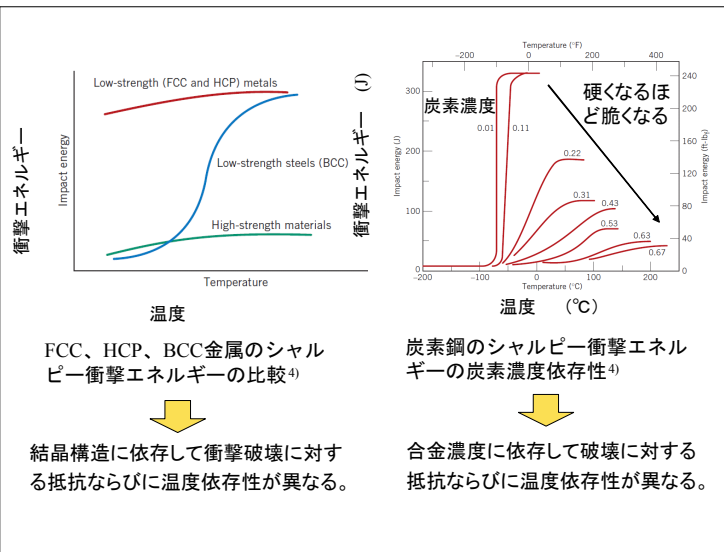 Low-strength (FCC and HCP) metals
Low-strength steels (BCC)
High-strength materials
Impact energy
Temperature
衝撃エネルギー
温度
FCC、HCP、BCC金属のシャル
ピー衝撃エネルギーの比較4)
結晶構造に依存して衝撃破壊に対す
る抵抗ならびに温度依存性が異なる。
Temperature (°F)
−200 0 200 400
衝撃エネルギー (J)
Impact energy (J)
300
200
100
0
炭素濃度
硬くなるほ
ど脆くなる
0.01
0.11
0.22
0.31
0.43
0.53
0.63
0.67
240
200
160
120
80
40
0
Impact energy (ft-lbf)
−200 −100 0 100 200
Temperature (°C)
温度 (℃)
炭素鋼のシャルピー衝撃エネル
ギーの炭素濃度依存性4)
合金濃度に依存して破壊に対する
抵抗ならびに温度依存性が異なる。